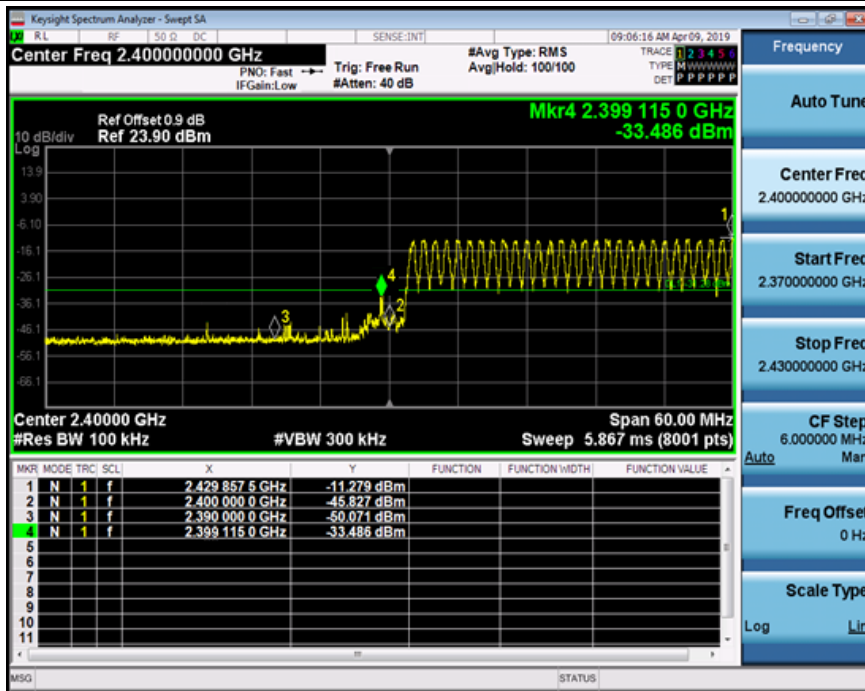 Keysight Spectrum Analyzer - Swept SA
RL RF 50 Ω DC SENSE:INT 09:06:16 AM Apr 09, 2019
Center Freq 2.400000000 GHz
PNO: Fast
IFGain:Low
Trig: Free Run
#Atten: 40 dB
#Avg Type: RMS
Avg|Hold: 100/100
TRACE 1 2 3 4 5 6
TYPE M WWWWW
DET P P P P P P
Mkr4 2.399 115 0 GHz
-33.486 dBm
Ref Offset 0.9 dB
10 dB/div Ref 23.90 dBm
Log
13.9
3.90
-6.10
-16.1
-26.1
-36.1
-46.1
-56.1
-66.1
1
2
3
4
Center 2.40000 GHz Span 60.00 MHz
#Res BW 100 kHz #VBW 300 kHz Sweep 5.867 ms (8001 pts)
MKR MODE TRC SCL X Y FUNCTION FUNCTION WIDTH FUNCTION VALUE
1 N 1 f 2.429 857 5 GHz -11.279 dBm
2 N 1 f 2.400 000 0 GHz -45.827 dBm
3 N 1 f 2.390 000 0 GHz -50.071 dBm
4 N 1 f 2.399 115 0 GHz -33.486 dBm
5
6
7
8
9
10
11
MSG STATUS
Frequency
Auto Tune
Center Freq
2.400000000 GHz
Start Freq
2.370000000 GHz
Stop Freq
2.430000000 GHz
CF Step
6.000000 MHz
Auto Man
Freq Offset
0 Hz
Scale Type
Log Lin